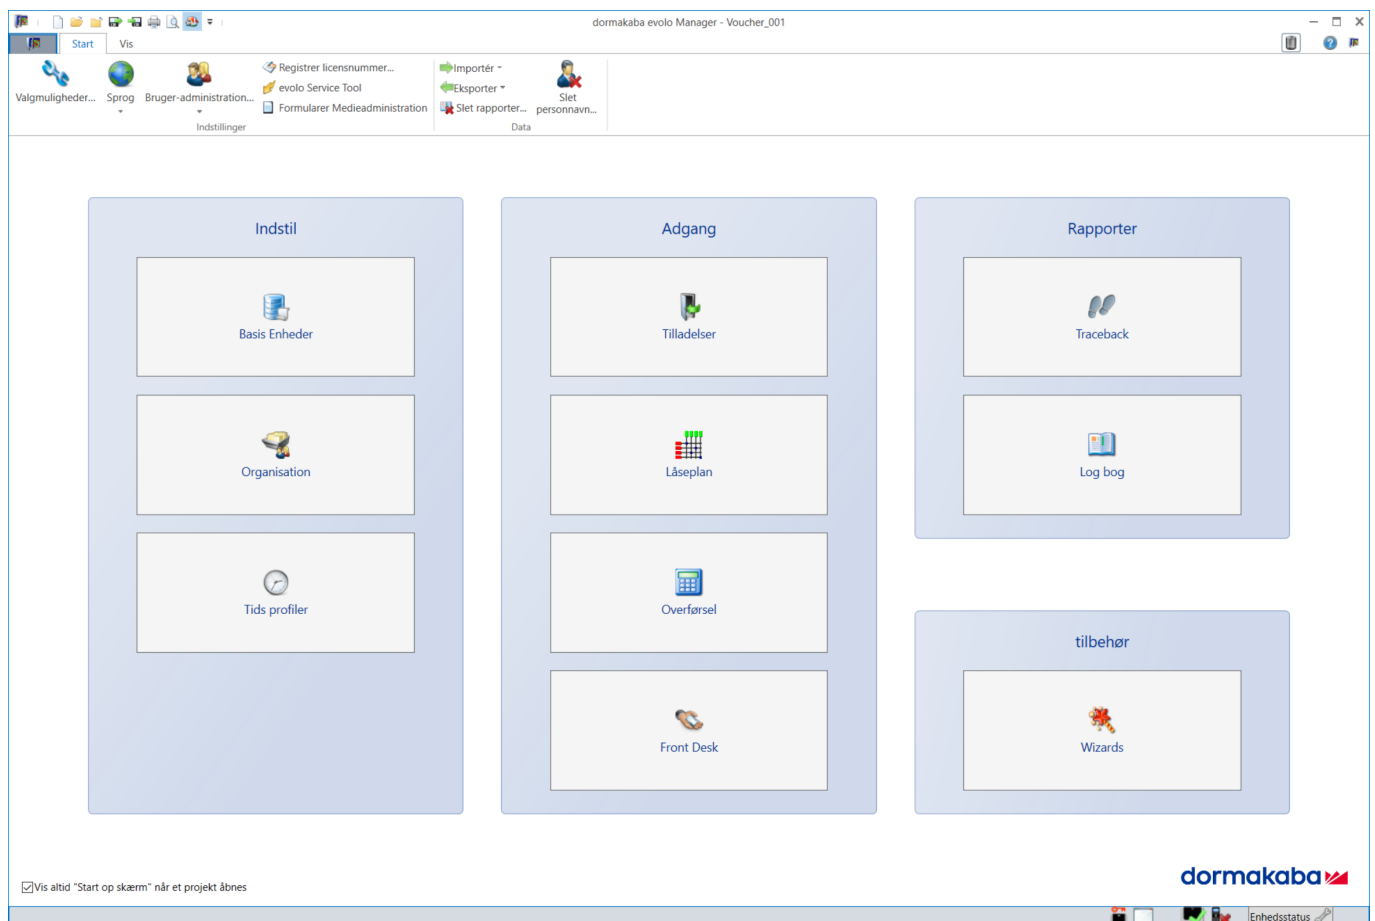 dormakaba evolo Manager - Voucher_001
Start Vis
Valgmuligheder... Sprog Bruger-administration...
Registrer licensnummer...
evolo Service Tool
Formularer Medieadministration
Indstillinger
Importér
Eksporter
Slet rapporter...
Slet
personnavn...
Data
Indstil
Basis Enheder
Organisation
Tids profiler
Adgang
Tilladelser
Låseplan
Overførsel
Front Desk
Rapporter
Traceback
Log bog
tilbehør
Wizards
Vis altid "Start op skærm" når et projekt åbnes
dormakaba
Enhedsstatus